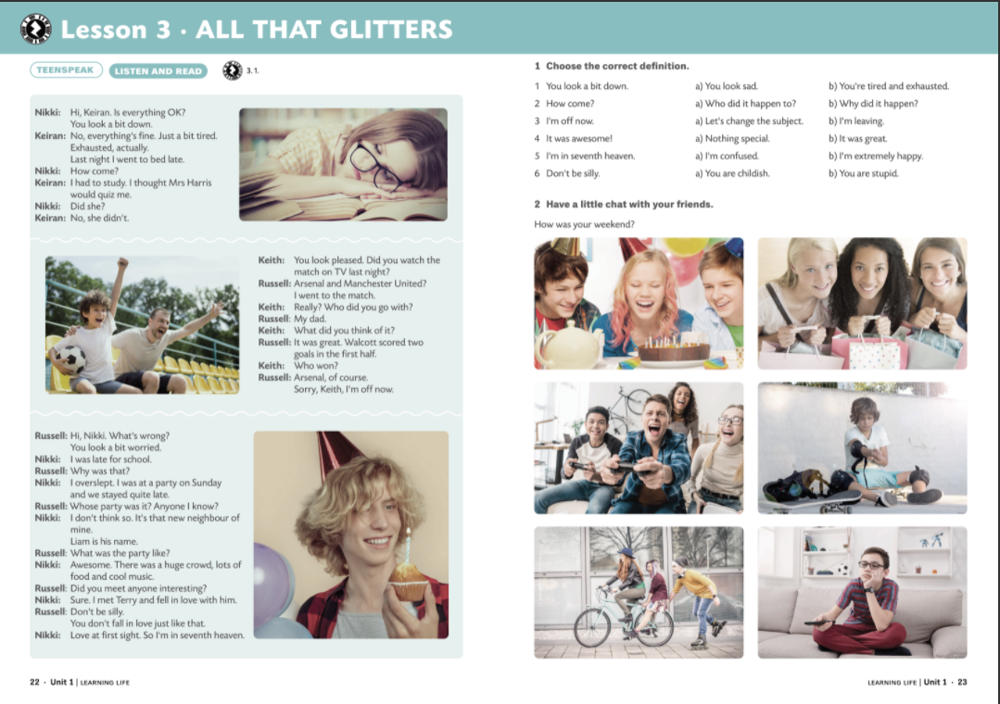 Lesson 3 · ALL THAT GLITTERS
TEENSPEAK
LISTEN AND READ
3.1.
Nikki: Hi, Keiran. Is everything OK?
You look a bit down.
Keiran: No, everything's fine. Just a bit tired.
Exhausted, actually.
Last night I went to bed late.
Nikki: How come?
Keiran: I had to study. I thought Mrs Harris
would quiz me.
Nikki: Did she?
Keiran: No, she didn't.
Keith: You look pleased. Did you watch the
match on TV last night?
Russell: Arsenal and Manchester United?
I went to the match.
Keith: Really? Who did you go with?
Russell: My dad.
Keith: What did you think of it?
Russell: It was great. Walcott scored two
goals in the first half.
Keith: Who won?
Russell: Arsenal, of course.
Sorry, Keith, I'm off now.
Russell: Hi, Nikki. What's wrong?
You look a bit worried.
Nikki: I was late for school.
Russell: Why was that?
Nikki: I overslept. I was at a party on Sunday
and we stayed quite late.
Russell: Whose party was it? Anyone I know?
Nikki: I don't think so. It's that new neighbour of
mine.
Liam is his name.
Russell: What was the party like?
Nikki: Awesome. There was a huge crowd, lots of
food and cool music.
Russell: Did you meet anyone interesting?
Nikki: Sure. I met Terry and fell in love with him.
Russell: Don't be silly.
You don't fall in love just like that.
Nikki: Love at first sight. So I'm in seventh heaven.
22 · Unit 1 | LEARNING LIFE
1 Choose the correct definition.
1 You look a bit down. a) You look sad. b) You're tired and exhausted.
2 How come? a) Who did it happen to? b) Why did it happen?
3 I'm off now. a) Let's change the subject. b) I'm leaving.
4 It was awesome! a) Nothing special. b) It was great.
5 I'm in seventh heaven. a) I'm confused. b) I'm extremely happy.
6 Don't be silly. a) You are childish. b) You are stupid.
2 Have a little chat with your friends.
How was your weekend?
LEARNING LIFE | Unit 1 · 23